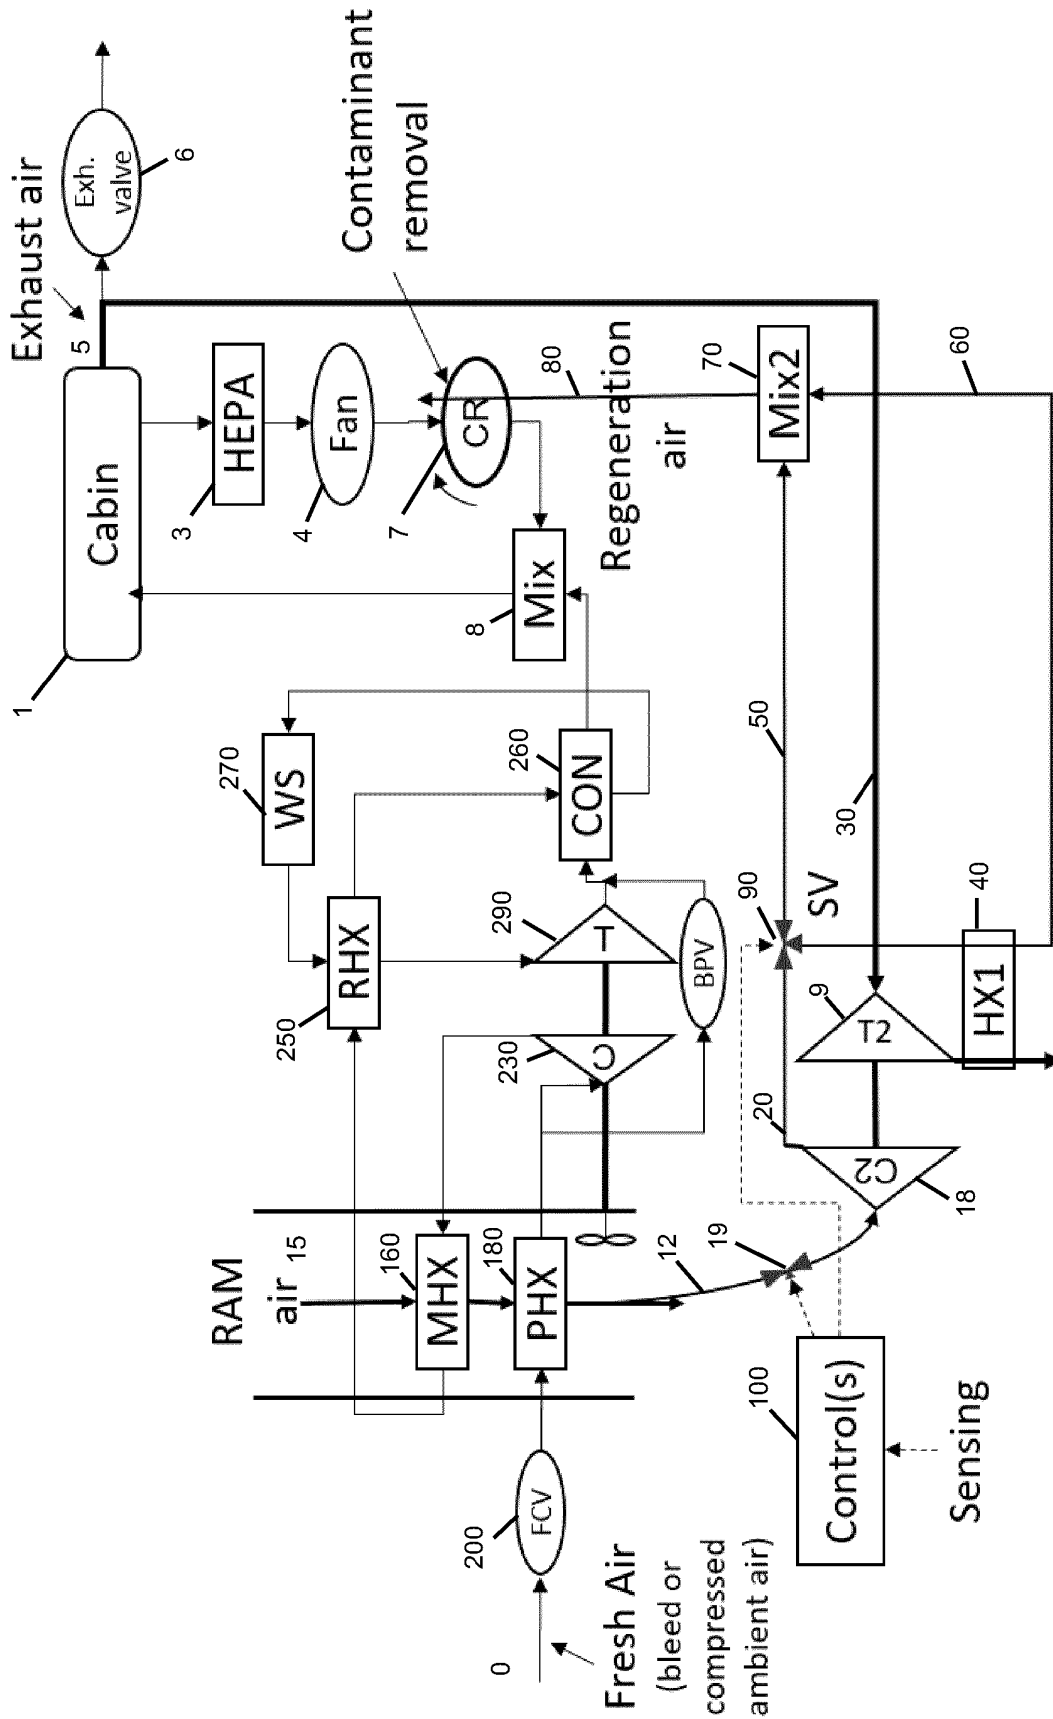 Exhaust air
5
Exh.
valve
6
Cabin
1
HEPA
3
Fan
4
Contaminant
removal
CR
7
Mix
8
Regeneration
air
80
Mix2
70
60
50
30
WS
270
RHX
250
CON
260
T
290
C
230
BPV
90
SV
T2
9
HX1
40
20
C2
18
RAM
air
15
MHX
160
PHX
180
12
19
FCV
200
0
Fresh Air
(bleed or
compressed
ambient air)
Control(s)
100
Sensing